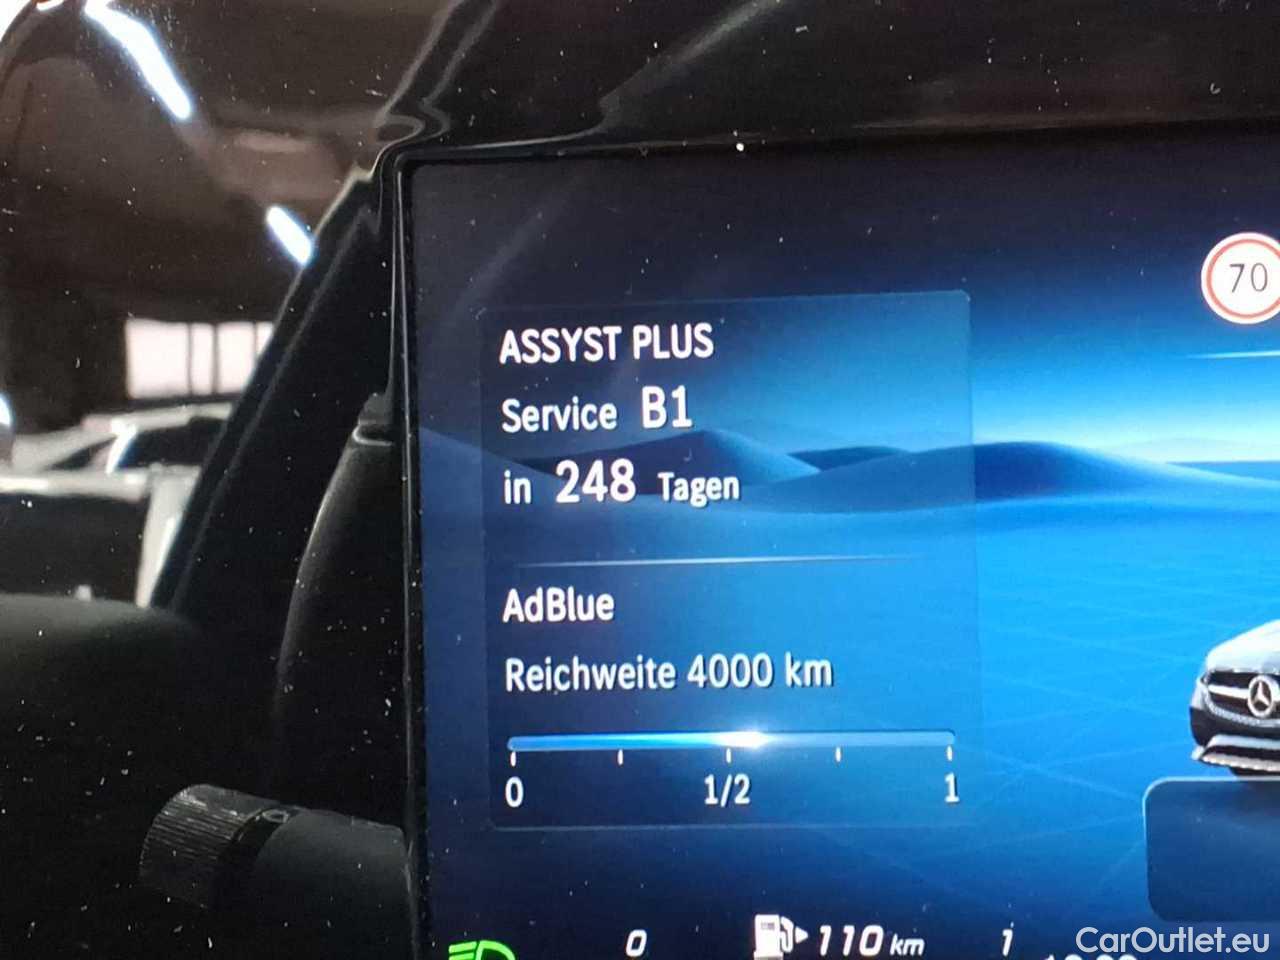 70
ASSYST PLUS
Service B1
in 248 Tagen
AdBlue
Reichweite 4000 km
0 1/2 1
0 110 km 1
CarOutlet.eu